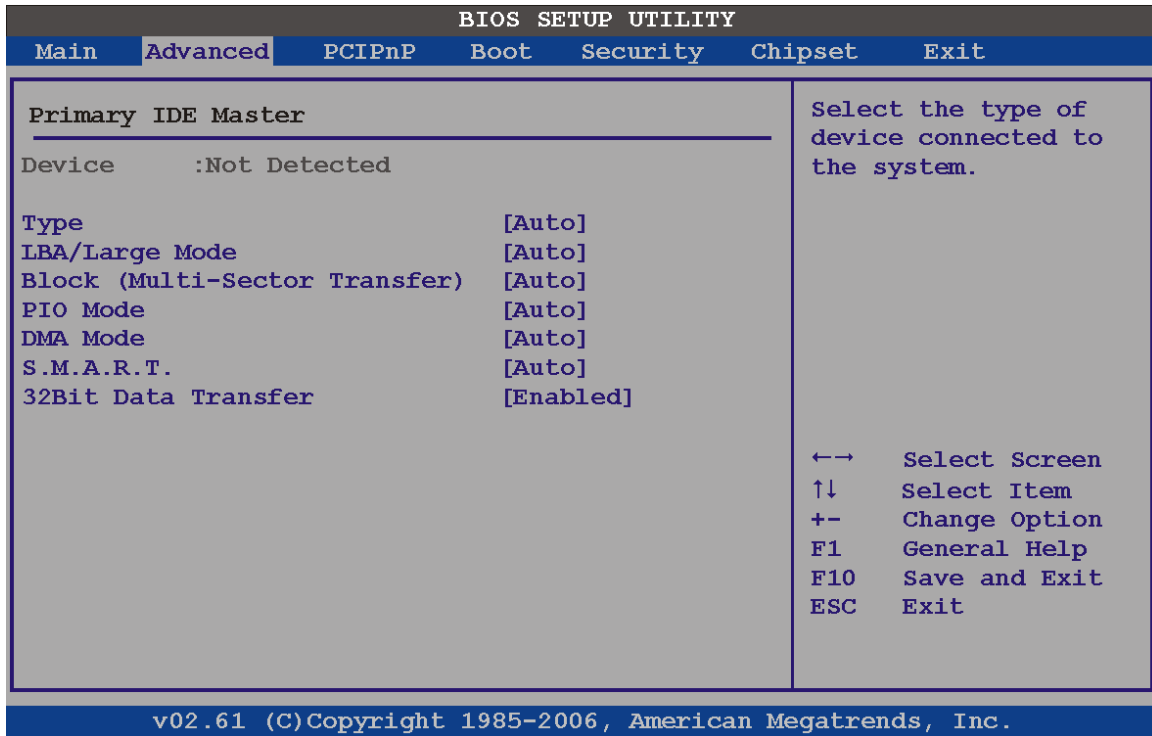 BIOS SETUP UTILITY
Main Advanced PCIPnP Boot Security Chipset Exit
Primary IDE Master
Device :Not Detected
Type [Auto]
LBA/Large Mode [Auto]
Block (Multi-Sector Transfer) [Auto]
PIO Mode [Auto]
DMA Mode [Auto]
S.M.A.R.T. [Auto]
32Bit Data Transfer [Enabled]
Select the type of
device connected to
the system.
←→ Select Screen
↑↓ Select Item
+- Change Option
F1 General Help
F10 Save and Exit
ESC Exit
v02.61 (C)Copyright 1985-2006, American Megatrends, Inc.